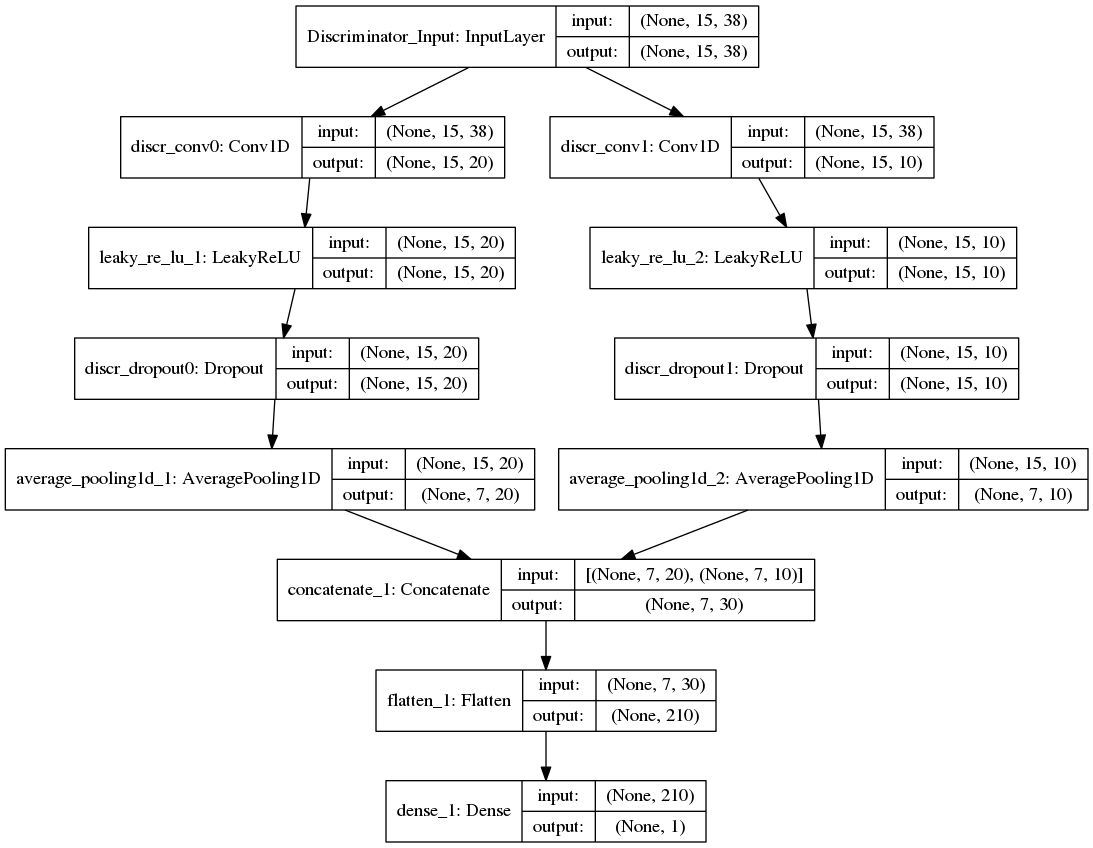 Discriminator_Input: InputLayer
input: (None, 15, 38)
output: (None, 15, 38)
discr_conv0: Conv1D
input: (None, 15, 38)
output: (None, 15, 20)
discr_conv1: Conv1D
input: (None, 15, 38)
output: (None, 15, 10)
leaky_re_lu_1: LeakyReLU
input: (None, 15, 20)
output: (None, 15, 20)
leaky_re_lu_2: LeakyReLU
input: (None, 15, 10)
output: (None, 15, 10)
discr_dropout0: Dropout
input: (None, 15, 20)
output: (None, 15, 20)
discr_dropout1: Dropout
input: (None, 15, 10)
output: (None, 15, 10)
average_pooling1d_1: AveragePooling1D
input: (None, 15, 20)
output: (None, 7, 20)
average_pooling1d_2: AveragePooling1D
input: (None, 15, 10)
output: (None, 7, 10)
concatenate_1: Concatenate
input: [(None, 7, 20), (None, 7, 10)]
output: (None, 7, 30)
flatten_1: Flatten
input: (None, 7, 30)
output: (None, 210)
dense_1: Dense
input: (None, 210)
output: (None, 1)